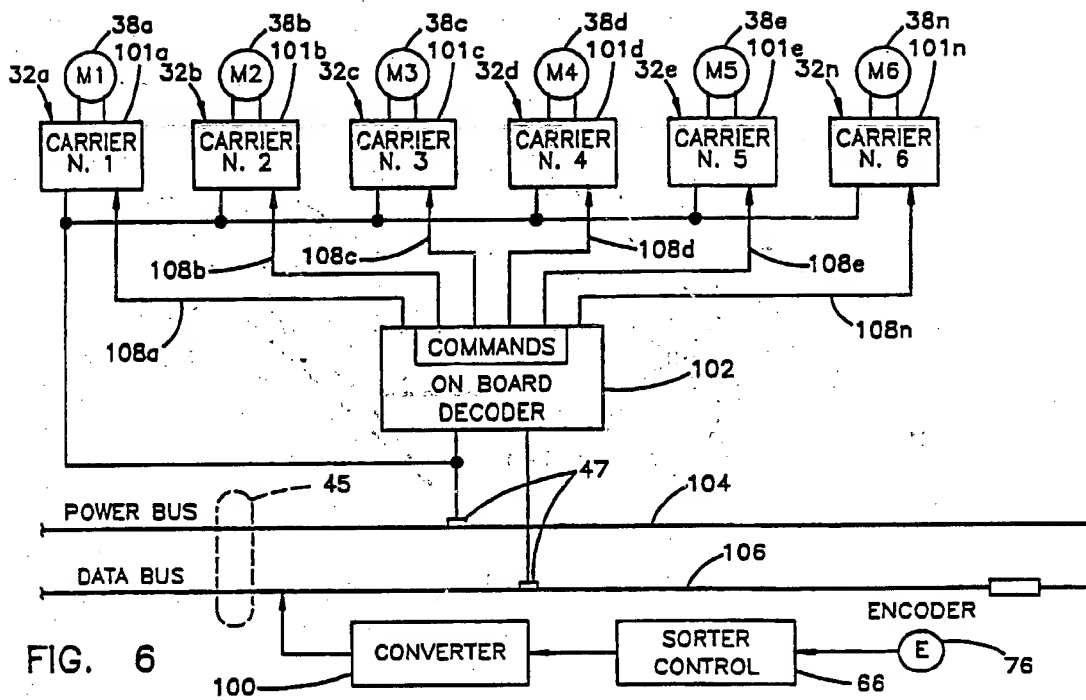 38a 38b 38c 38d 38e 38n
101a 101b 101c 101d 101e 101n
32a M1 32b M2 32c M3 32d M4 32e M5 32n M6
CARRIER N. 1
CARRIER N. 2
CARRIER N. 3
CARRIER N. 4
CARRIER N. 5
CARRIER N. 6
108b 108c 108d 108e
108a 108n
COMMANDS
ON BOARD
DECODER
102
45 47
POWER BUS 104
DATA BUS 106
ENCODER
FIG. 6
CONVERTER
SORTER
CONTROL
E
100 66 76